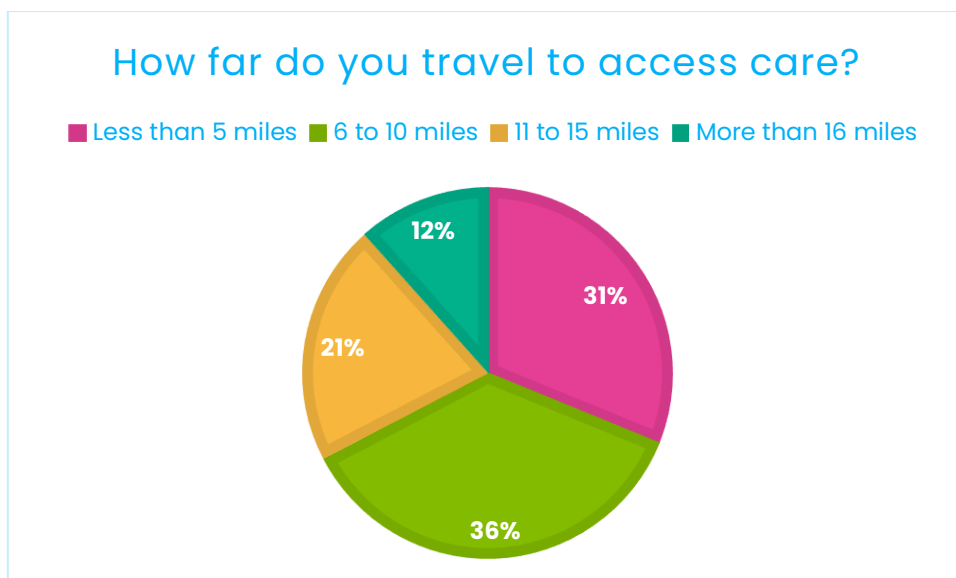 How far do you travel to access care?
Less than 5 miles 6 to 10 miles 11 to 15 miles More than 16 miles
12%
31%
21%
36%